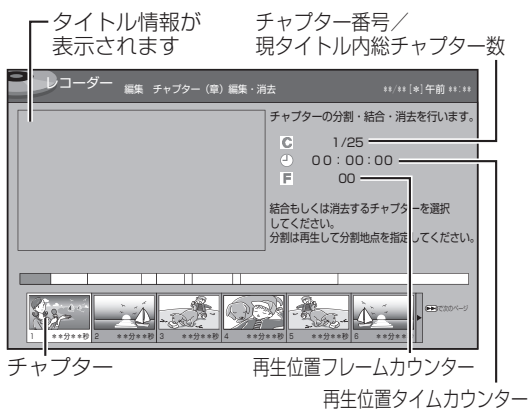 タイトル情報が
表示されます
チャプター番号／
現タイトル内総チャプター数
レコーダー 編集 チャプター（章）編集・消去 **/** [*] 午前 **:**
チャプターの分割・結合・消去を行います。
C 1/25
00：00：00
F 00
結合もしくは消去するチャプターを選択
してください。
分割は再生して分割地点を指定してください。
で次のページ
1 **分**秒 2 **分**秒 3 **分**秒 4 **分**秒 5 **分**秒 6 **分**秒
チャプター
再生位置フレームカウンター
再生位置タイムカウンター